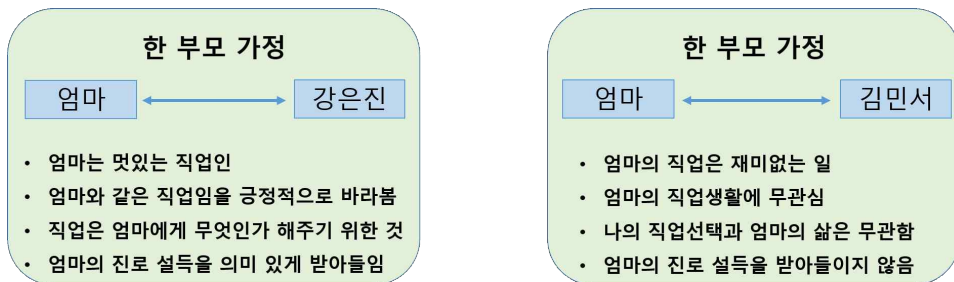 한 부모 가정
엄마
강은진
• 엄마는 멋있는 직업인
• 엄마와 같은 직업임을 긍정적으로 바라봄
• 직업은 엄마에게 무엇인가 해주기 위한 것
• 엄마의 진로 설득을 의미 있게 받아들임
한 부모 가정
엄마
김민서
• 엄마의 직업은 재미없는 일
• 엄마의 직업생활에 무관심
• 나의 직업선택과 엄마의 삶은 무관함
• 엄마의 진로 설득을 받아들이지 않음